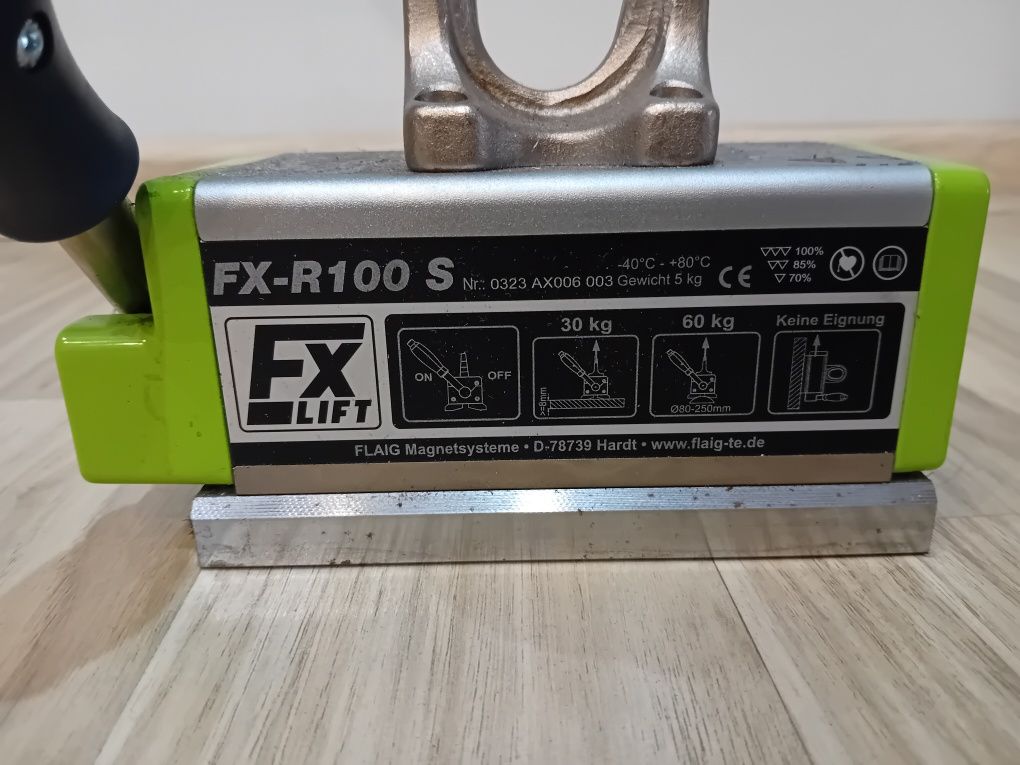 FX-R100 S
Nr.: 0323 AX006 003
-40°C - +80°C
Gewicht 5 kg
CE
100%
85%
70%
FX
LIFT
ON
OFF
30 kg
60 kg
Ø80-250mm
Keine Eignung
FLAIG Magnetsysteme • D-78739 Hardt • www.flaig-te.de